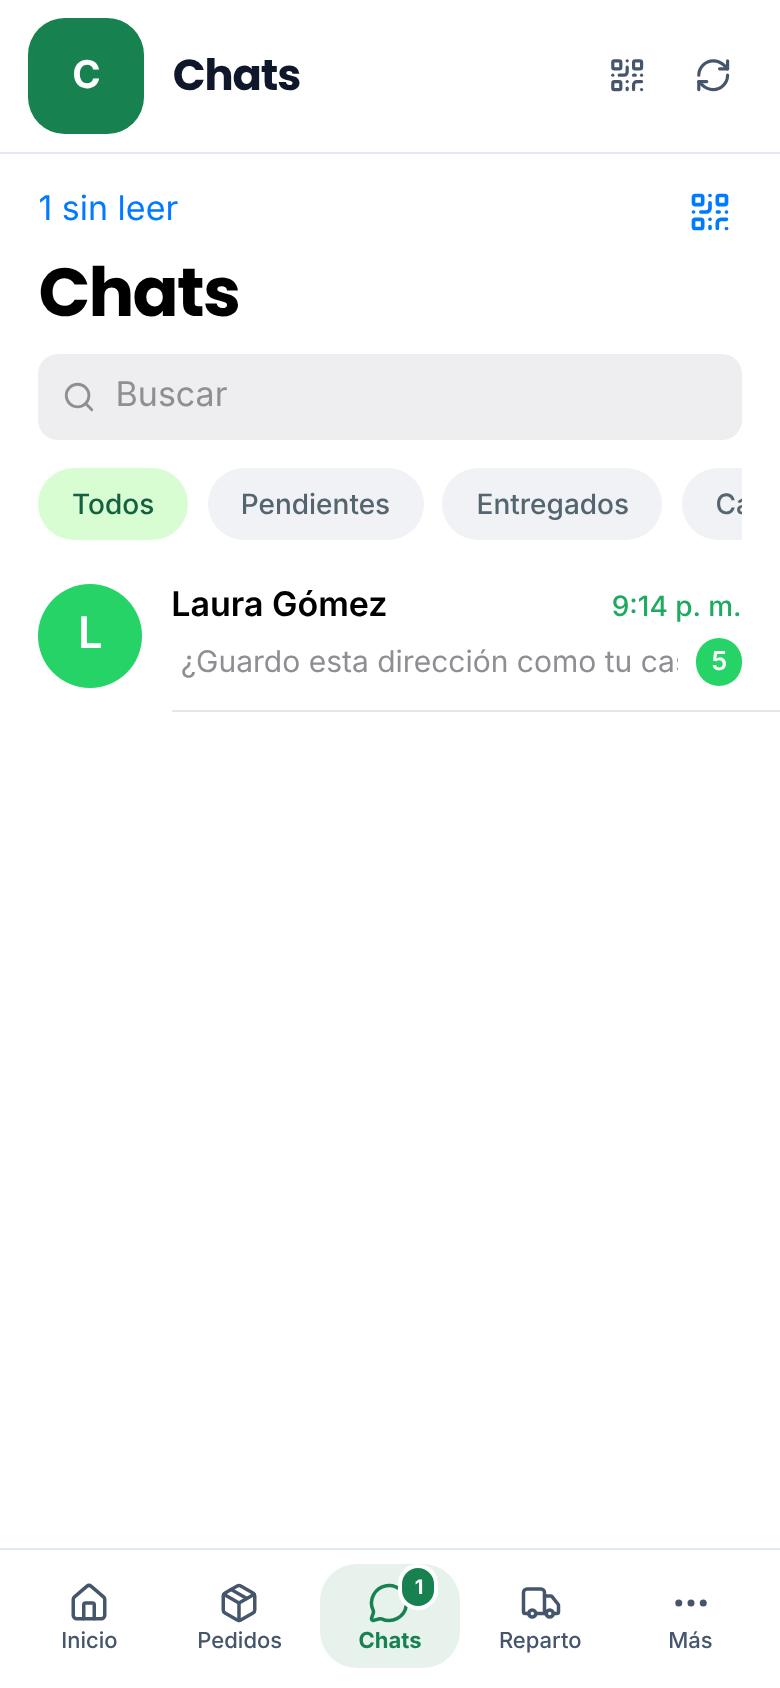 C
Chats
1 sin leer
Chats
Buscar
Todos Pendientes Entregados
L
Laura Gómez 9:14 p. m.
¿Guardo esta dirección como tu 5
Inicio Pedidos Chats 1 Reparto Más